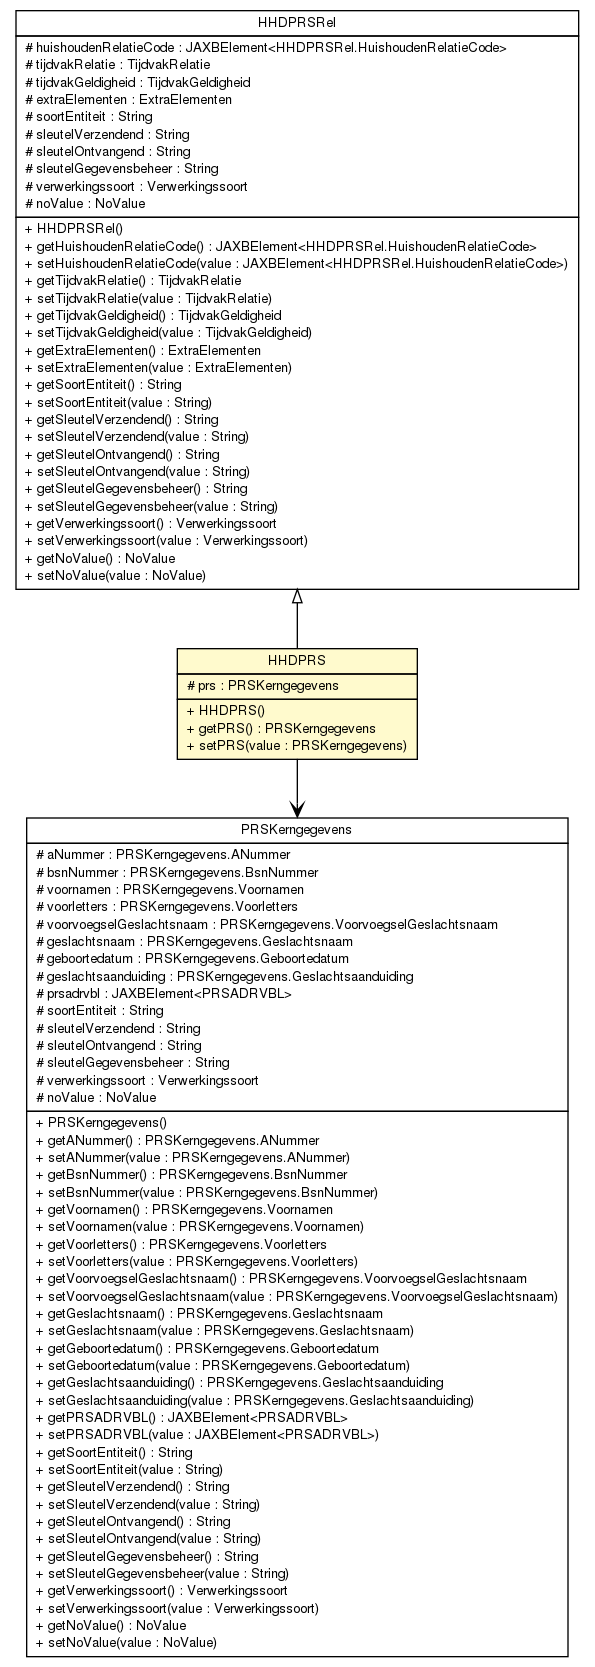 HHDPRSRel
# huishoudenRelatieCode : JAXBElement<HHDPRSRel.HuishoudenRelatieCode>
# tijdvakRelatie : TijdvakRelatie
# tijdvakGeldigheid : TijdvakGeldigheid
# extraElementen : ExtraElementen
# soortEntiteit : String
# sleutelVerzendend : String
# sleutelOntvangend : String
# sleutelGegevensbeheer : String
# verwerkingssoort : Verwerkingssoort
# noValue : NoValue
+ HHDPRSRel()
+ getHuishoudenRelatieCode() : JAXBElement<HHDPRSRel.HuishoudenRelatieCode>
+ setHuishoudenRelatieCode(value : JAXBElement<HHDPRSRel.HuishoudenRelatieCode>)
+ getTijdvakRelatie() : TijdvakRelatie
+ setTijdvakRelatie(value : TijdvakRelatie)
+ getTijdvakGeldigheid() : TijdvakGeldigheid
+ setTijdvakGeldigheid(value : TijdvakGeldigheid)
+ getExtraElementen() : ExtraElementen
+ setExtraElementen(value : ExtraElementen)
+ getSoortEntiteit() : String
+ setSoortEntiteit(value : String)
+ getSleutelVerzendend() : String
+ setSleutelVerzendend(value : String)
+ getSleutelOntvangend() : String
+ setSleutelOntvangend(value : String)
+ getSleutelGegevensbeheer() : String
+ setSleutelGegevensbeheer(value : String)
+ getVerwerkingssoort() : Verwerkingssoort
+ setVerwerkingssoort(value : Verwerkingssoort)
+ getNoValue() : NoValue
+ setNoValue(value : NoValue)
HHDPRS
# prs : PRSKerngegevens
+ HHDPRS()
+ getPRS() : PRSKerngegevens
+ setPRS(value : PRSKerngegevens)
PRSKerngegevens
# aNummer : PRSKerngegevens.ANummer
# bsnNummer : PRSKerngegevens.BsnNummer
# voornamen : PRSKerngegevens.Voornamen
# voorletters : PRSKerngegevens.Voorletters
# voorvoegselGeslachtsnaam : PRSKerngegevens.VoorvoegselGeslachtsnaam
# geslachtsnaam : PRSKerngegevens.Geslachtsnaam
# geboortedatum : PRSKerngegevens.Geboortedatum
# geslachtsaanduiding : PRSKerngegevens.Geslachtsaanduiding
# prsadrvbl : JAXBElement<PRSADRVBL>
# soortEntiteit : String
# sleutelVerzendend : String
# sleutelOntvangend : String
# sleutelGegevensbeheer : String
# verwerkingssoort : Verwerkingssoort
# noValue : NoValue
+ PRSKerngegevens()
+ getANummer() : PRSKerngegevens.ANummer
+ setANummer(value : PRSKerngegevens.ANummer)
+ getBsnNummer() : PRSKerngegevens.BsnNummer
+ setBsnNummer(value : PRSKerngegevens.BsnNummer)
+ getVoornamen() : PRSKerngegevens.Voornamen
+ setVoornamen(value : PRSKerngegevens.Voornamen)
+ getVoorletters() : PRSKerngegevens.Voorletters
+ setVoorletters(value : PRSKerngegevens.Voorletters)
+ getVoorvoegselGeslachtsnaam() : PRSKerngegevens.VoorvoegselGeslachtsnaam
+ setVoorvoegselGeslachtsnaam(value : PRSKerngegevens.VoorvoegselGeslachtsnaam)
+ getGeslachtsnaam() : PRSKerngegevens.Geslachtsnaam
+ setGeslachtsnaam(value : PRSKerngegevens.Geslachtsnaam)
+ getGeboortedatum() : PRSKerngegevens.Geboortedatum
+ setGeboortedatum(value : PRSKerngegevens.Geboortedatum)
+ getGeslachtsaanduiding() : PRSKerngegevens.Geslachtsaanduiding
+ setGeslachtsaanduiding(value : PRSKerngegevens.Geslachtsaanduiding)
+ getPRSADRVBL() : JAXBElement<PRSADRVBL>
+ setPRSADRVBL(value : JAXBElement<PRSADRVBL>)
+ getSoortEntiteit() : String
+ setSoortEntiteit(value : String)
+ getSleutelVerzendend() : String
+ setSleutelVerzendend(value : String)
+ getSleutelOntvangend() : String
+ setSleutelOntvangend(value : String)
+ getSleutelGegevensbeheer() : String
+ setSleutelGegevensbeheer(value : String)
+ getVerwerkingssoort() : Verwerkingssoort
+ setVerwerkingssoort(value : Verwerkingssoort)
+ getNoValue() : NoValue
+ setNoValue(value : NoValue)